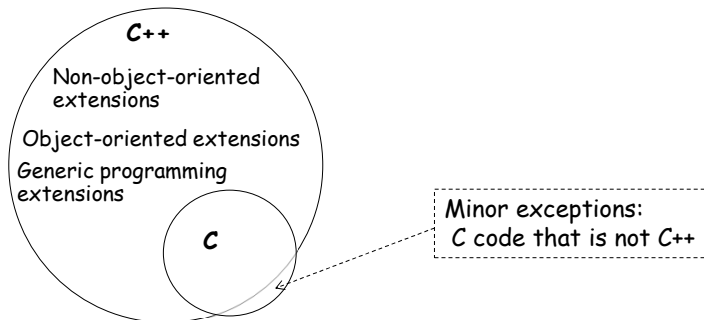 C++
Non-object-oriented
extensions
Object-oriented extensions
Generic programming
extensions
C
Minor exceptions:
C code that is not C++